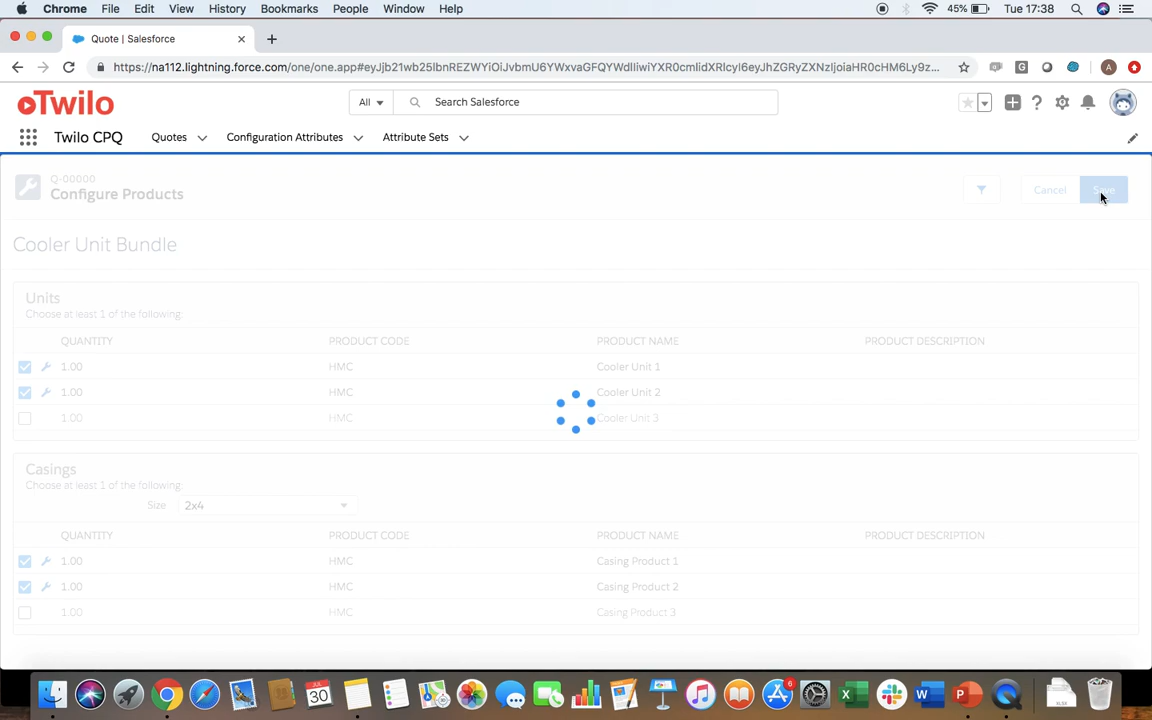 Chrome File Edit View History Bookmarks People Window Help 45% Tue 17:38
Quote | Salesforce
https://na112.lightning.force.com/one/one.app#eyJjb21wb25lbnREZWYiOiJvbmU6YWxvaGFQYWdlIiwiYXR0cmlidXRlcyI6eyJhZGRyZXNzIjoiaHR0cHM6Ly9z...
Twilo All Search Salesforce
Twilo CPQ Quotes Configuration Attributes Attribute Sets
Q-00000
Configure Products Cancel Save
Cooler Unit Bundle
Units
Choose at least 1 of the following:
QUANTITY PRODUCT CODE PRODUCT NAME PRODUCT DESCRIPTION
1.00 HMC Cooler Unit 1
1.00 HMC Cooler Unit 2
1.00 HMC Cooler Unit 3
Casings
Choose at least 1 of the following:
Size 2x4
QUANTITY PRODUCT CODE PRODUCT NAME PRODUCT DESCRIPTION
1.00 HMC Casing Product 1
1.00 HMC Casing Product 2
1.00 HMC Casing Product 3
JUL
30
6